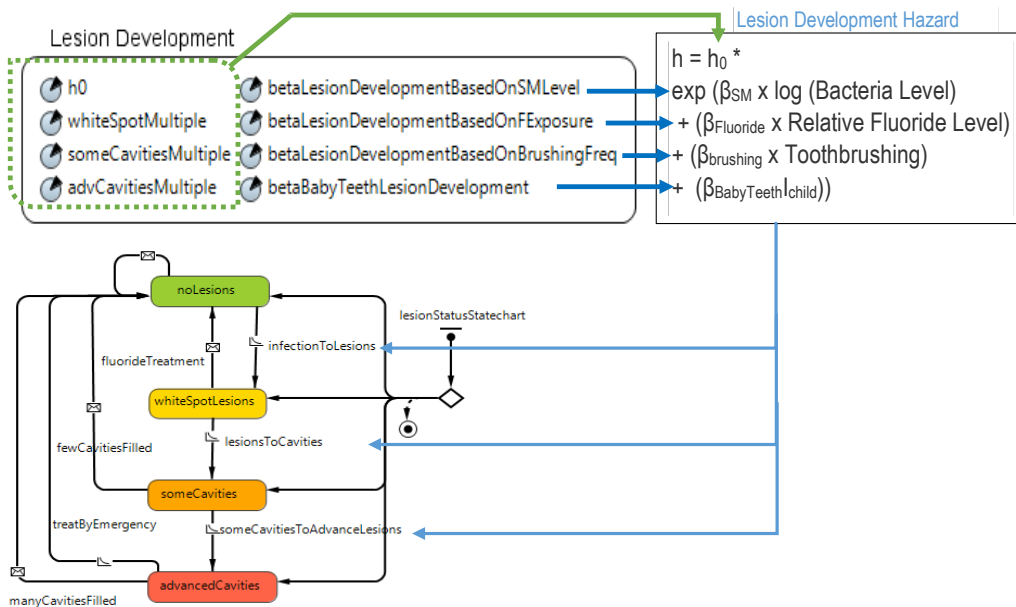 Lesion Development Hazard
Lesion Development
h0
betaLesionDevelopmentBasedOnSMLevel
whiteSpotMultiple
betaLesionDevelopmentBasedOnFExposure
someCavitiesMultiple
betaLesionDevelopmentBasedOnBrushingFreq
advCavitiesMultiple
betaBabyTeethLesionDevelopment
h = h0 *
exp (βSM x log (Bacteria Level)
+ (βFluoride x Relative Fluoride Level)
+ (βbrushing x Toothbrushing)
+ (βBabyTeethIchild))
noLesions
lesionStatusStatechart
infectionToLesions
fluorideTreatment
whiteSpotLesions
lesionsToCavities
fewCavitiesFilled
someCavities
treatByEmergency
someCavitiesToAdvanceLesions
advancedCavities
manyCavitiesFilled